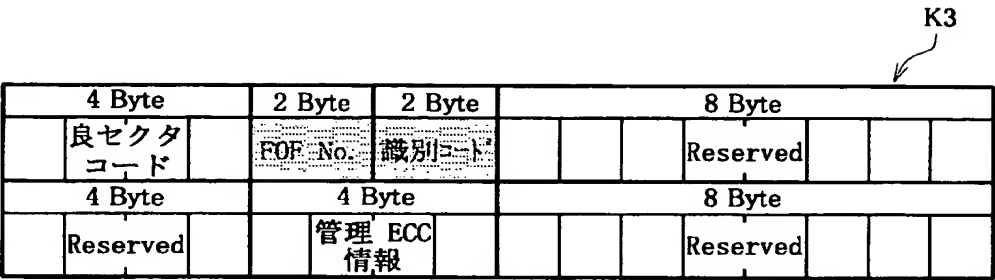 K3
4 Byte 2 Byte 2 Byte 8 Byte
良セクタ
コード
FOF No. 識別コード Reserved
4 Byte 4 Byte 8 Byte
Reserved
管理 ECC
情報
Reserved